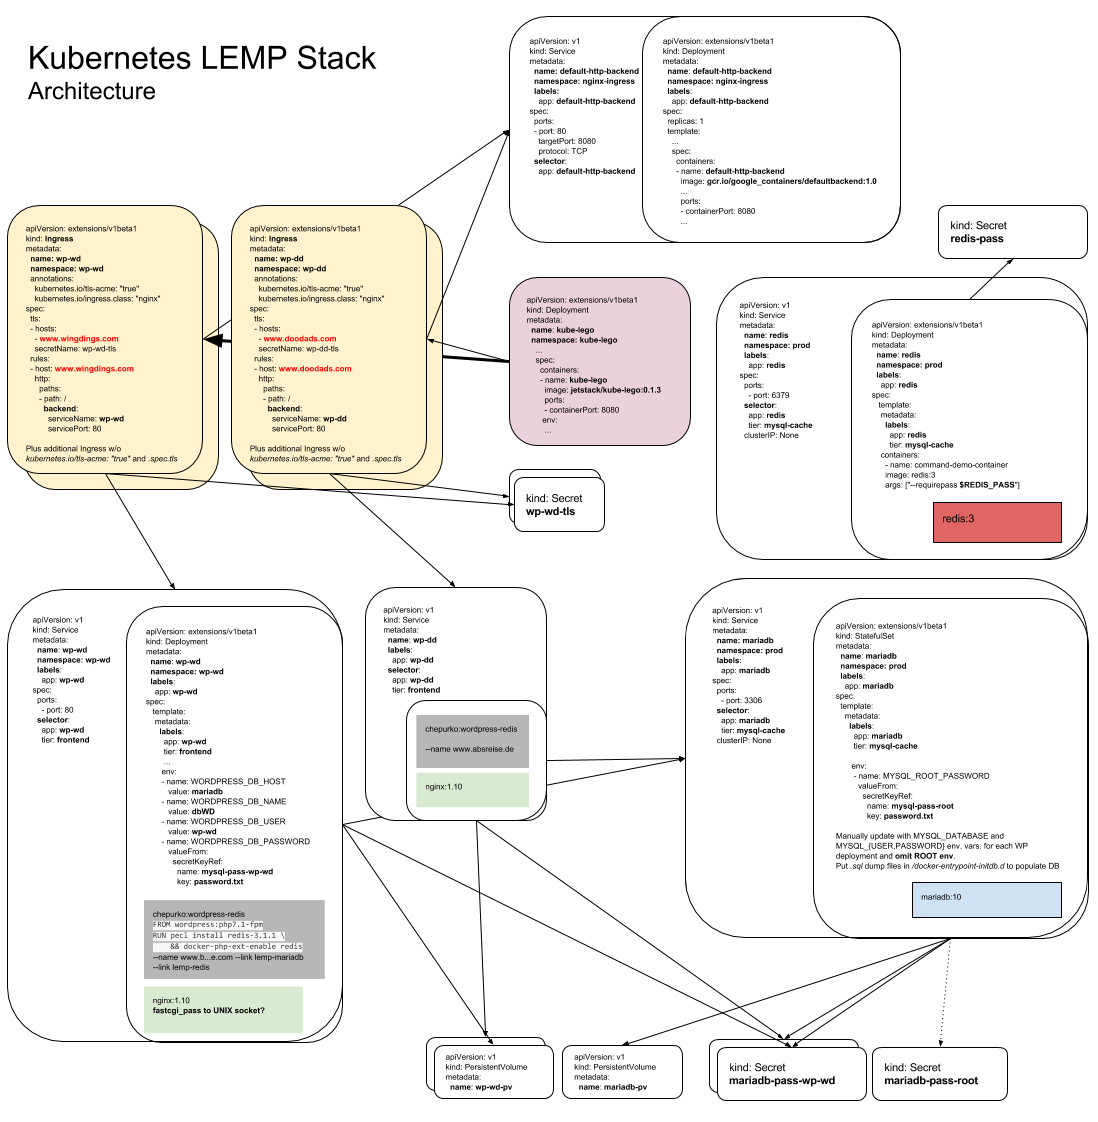 Kubernetes LEMP Stack
Architecture
apiVersion: v1
kind: Service
metadata:
name: default-http-backend
namespace: nginx-ingress
labels:
app: default-http-backend
spec:
ports:
- port: 80
targetPort: 8080
protocol: TCP
selector:
app: default-http-backend
apiVersion: extensions/v1beta1
kind: Deployment
metadata:
name: default-http-backend
namespace: nginx-ingress
labels:
app: default-http-backend
spec:
replicas: 1
template:
...
spec:
containers:
- name: default-http-backend
image: gcr.io/google_containers/defaultbackend:1.0
...
ports:
- containerPort: 8080
...
apiVersion: extensions/v1beta1
kind: Ingress
metadata:
name: wp-wd
namespace: wp-wd
annotations:
kubernetes.io/tls-acme: "true"
kubernetes.io/ingress.class: "nginx"
spec:
tls:
- hosts:
- www.wingdings.com
secretName: wp-wd-tls
rules:
- host: www.wingdings.com
http:
paths:
- path: /
backend:
serviceName: wp-wd
servicePort: 80
Plus additional Ingress w/o
kubernetes.io/tls-acme: "true" and .spec.tls
apiVersion: extensions/v1beta1
kind: Ingress
metadata:
name: wp-dd
namespace: wp-dd
annotations:
kubernetes.io/tls-acme: "true"
kubernetes.io/ingress.class: "nginx"
spec:
tls:
- hosts:
- www.doodads.com
secretName: wp-dd-tls
rules:
- host: www.doodads.com
http:
paths:
- path: /
backend:
serviceName: wp-dd
servicePort: 80
Plus additional Ingress w/o
kubernetes.io/tls-acme: "true" and .spec.tls
apiVersion: extensions/v1beta1
kind: Deployment
metadata:
name: kube-lego
namespace: kube-lego
...
spec:
containers:
- name: kube-lego
image: jetstack/kube-lego:0.1.3
ports:
- containerPort: 8080
env:
...
kind: Secret
redis-pass
apiVersion: v1
kind: Service
metadata:
name: redis
namespace: prod
labels:
app: redis
spec:
ports:
- port: 6379
selector:
app: redis
tier: mysql-cache
clusterIP: None
apiVersion: extensions/v1beta1
kind: Deployment
metadata:
name: redis
namespace: prod
labels:
app: redis
spec:
template:
metadata:
labels:
app: redis
tier: mysql-cache
containers:
- name: command-demo-container
image: redis:3
args: ["--requirepass $REDIS_PASS"]
redis:3
kind: Secret
wp-wd-tls
apiVersion: v1
kind: Service
metadata:
name: wp-wd
namespace: wp-wd
labels:
app: wp-wd
spec:
ports:
- port: 80
selector:
app: wp-wd
tier: frontend
apiVersion: extensions/v1beta1
kind: Deployment
metadata:
name: wp-wd
namespace: wp-wd
labels:
app: wp-wd
spec:
template:
metadata:
labels:
app: wp-wd
tier: frontend
...
env:
- name: WORDPRESS_DB_HOST
value: mariadb
- name: WORDPRESS_DB_NAME
value: dbWD
- name: WORDPRESS_DB_USER
value: wp-wd
- name: WORDPRESS_DB_PASSWORD
valueFrom:
secretKeyRef:
name: mysql-pass-wp-wd
key: password.txt
chepurko:wordpress-redis
FROM wordpress:php7.1-fpm
RUN pecl install redis-3.1.1 \
&& docker-php-ext-enable redis
--name www.b...e.com --link lemp-mariadb
--link lemp-redis
nginx:1.10
fastcgi_pass to UNIX socket?
apiVersion: v1
kind: Service
metadata:
name: wp-dd
labels:
app: wp-dd
selector:
app: wp-dd
tier: frontend
chepurko:wordpress-redis
--name www.absreise.de
nginx:1.10
apiVersion: v1
kind: Service
metadata:
name: mariadb
namespace: prod
labels:
app: mariadb
spec:
ports:
- port: 3306
selector:
app: mariadb
tier: mysql-cache
clusterIP: None
apiVersion: extensions/v1beta1
kind: StatefulSet
metadata:
name: mariadb
namespace: prod
labels:
app: mariadb
spec:
template:
metadata:
labels:
app: mariadb
tier: mysql-cache
env:
- name: MYSQL_ROOT_PASSWORD
valueFrom:
secretKeyRef:
name: mysql-pass-root
key: password.txt
Manually update with MYSQL_DATABASE and
MYSQL_{USER,PASSWORD} env. vars. for each WP
deployment and omit ROOT env.
Put .sql dump files in /docker-entrypoint-initdb.d to populate DB
mariadb:10
apiVersion: v1
kind: PersistentVolume
metadata:
name: wp-wd-pv
apiVersion: v1
kind: PersistentVolume
metadata:
name: mariadb-pv
kind: Secret
mariadb-pass-wp-wd
kind: Secret
mariadb-pass-root